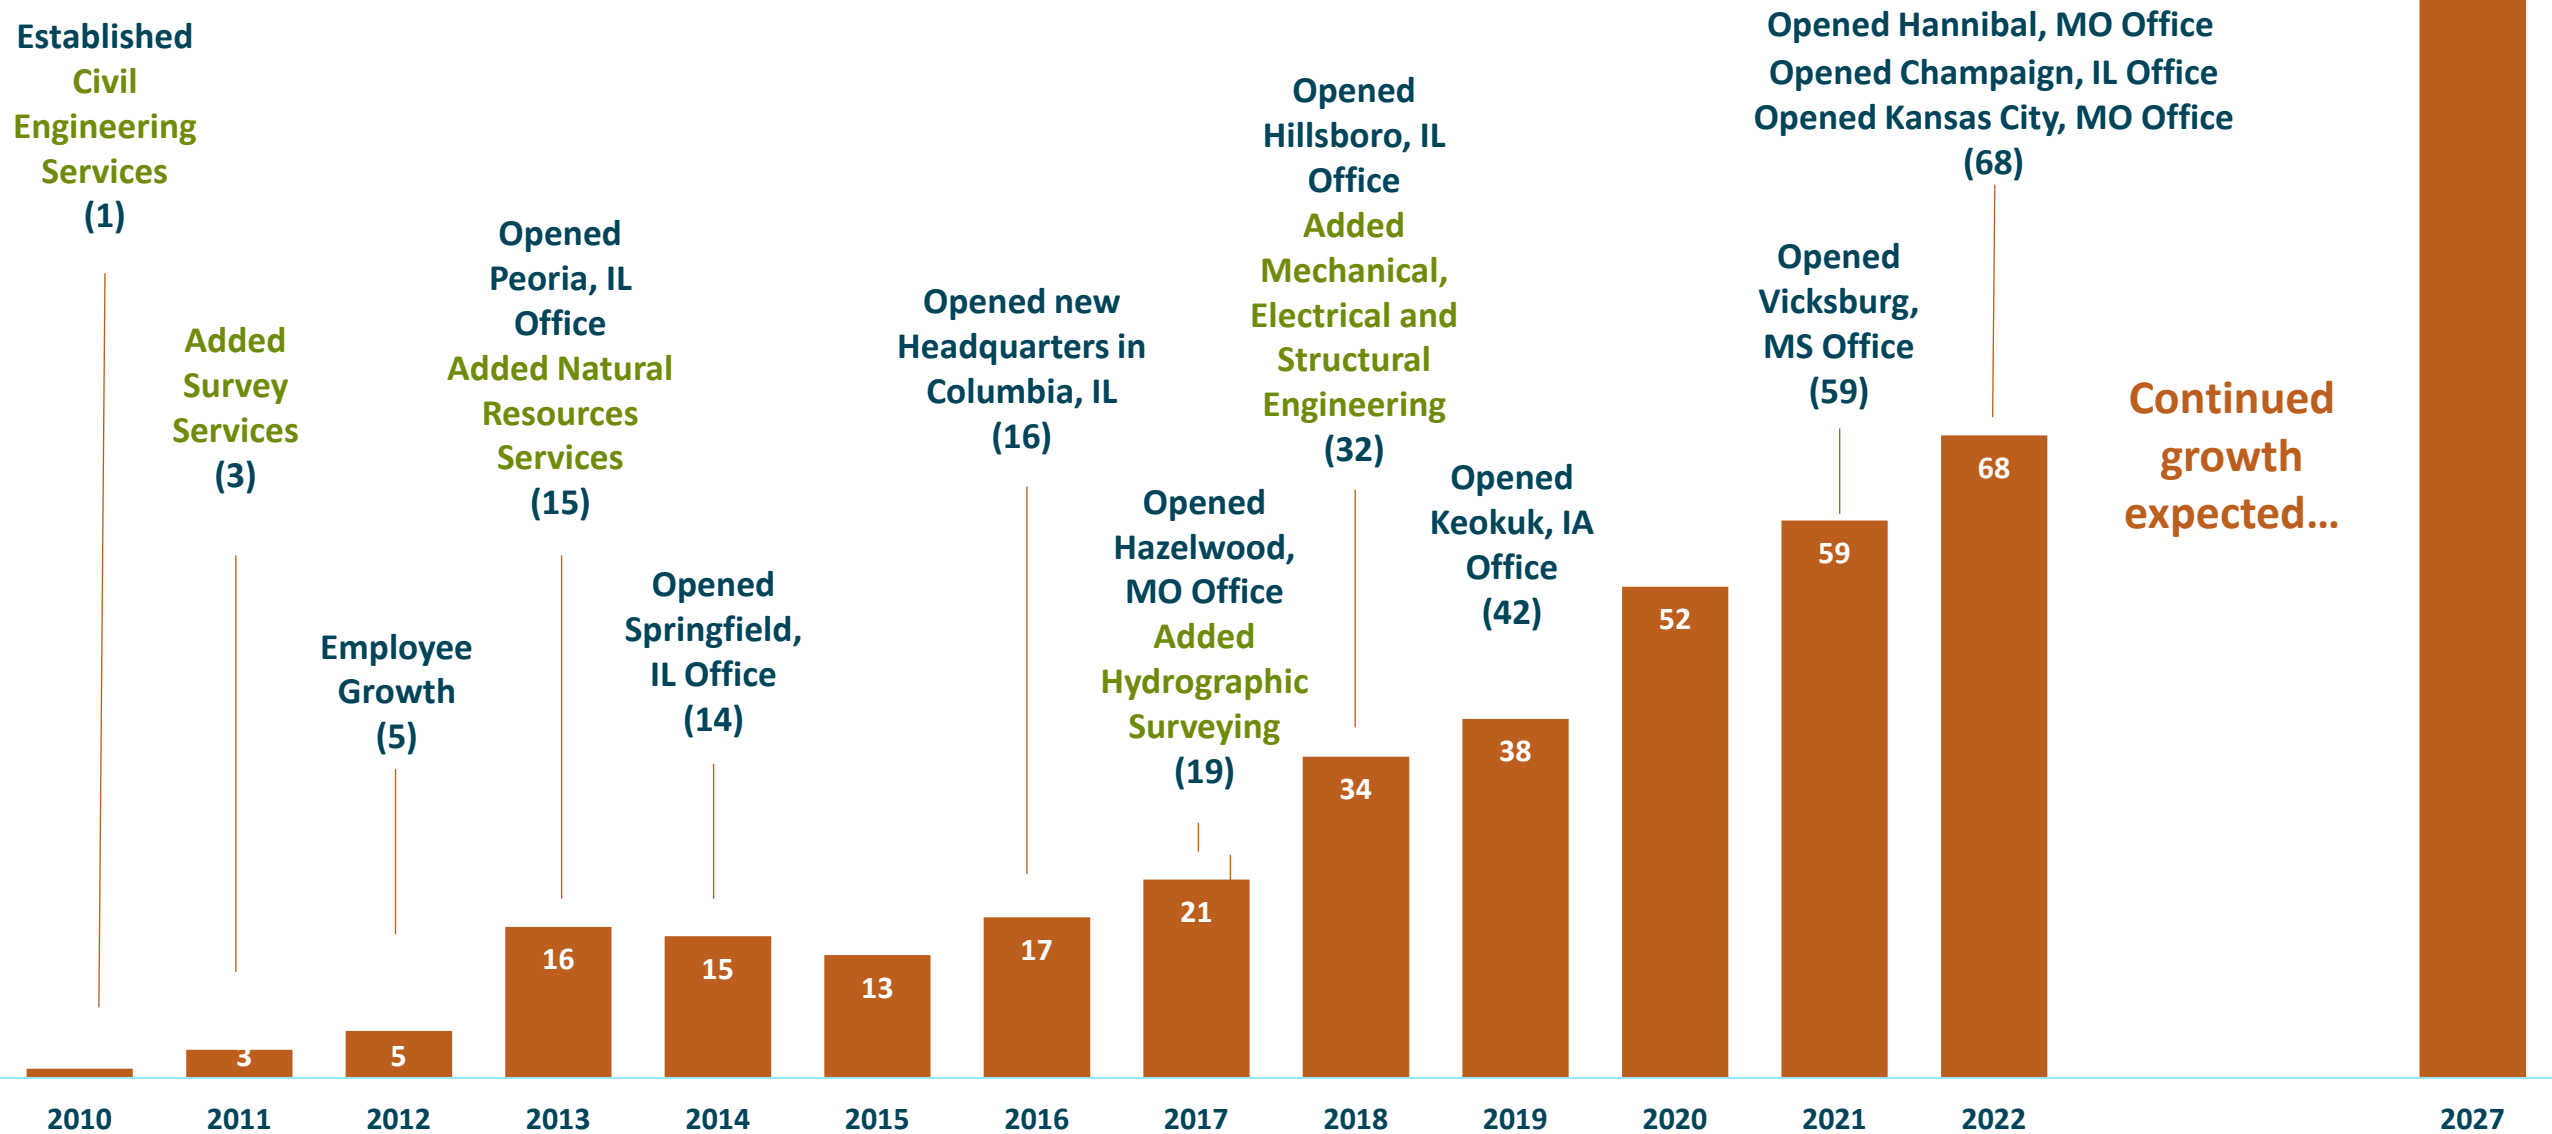 Established
Civil
Engineering
Services
(1)
Added
Survey
Services
(3)
Employee
Growth
(5)
Opened
Peoria, IL
Office
Added Natural
Resources
Services
(15)
Opened
Springfield,
IL Office
(14)
Opened new
Headquarters in
Columbia, IL
(16)
Opened
Hazelwood,
MO Office
Added
Hydrographic
Surveying
(19)
Opened
Hillsboro, IL
Office
Added
Mechanical,
Electrical and
Structural
Engineering
(32)
Opened
Keokuk, IA
Office
(42)
Opened
Vicksburg,
MS Office
(59)
Opened Hannibal, MO Office
Opened Champaign, IL Office
Opened Kansas City, MO Office
(68)
Continued
growth
expected...
3
5
16
15
13
17
21
34
38
52
59
68
2010
2011
2012
2013
2014
2015
2016
2017
2018
2019
2020
2021
2022
2027